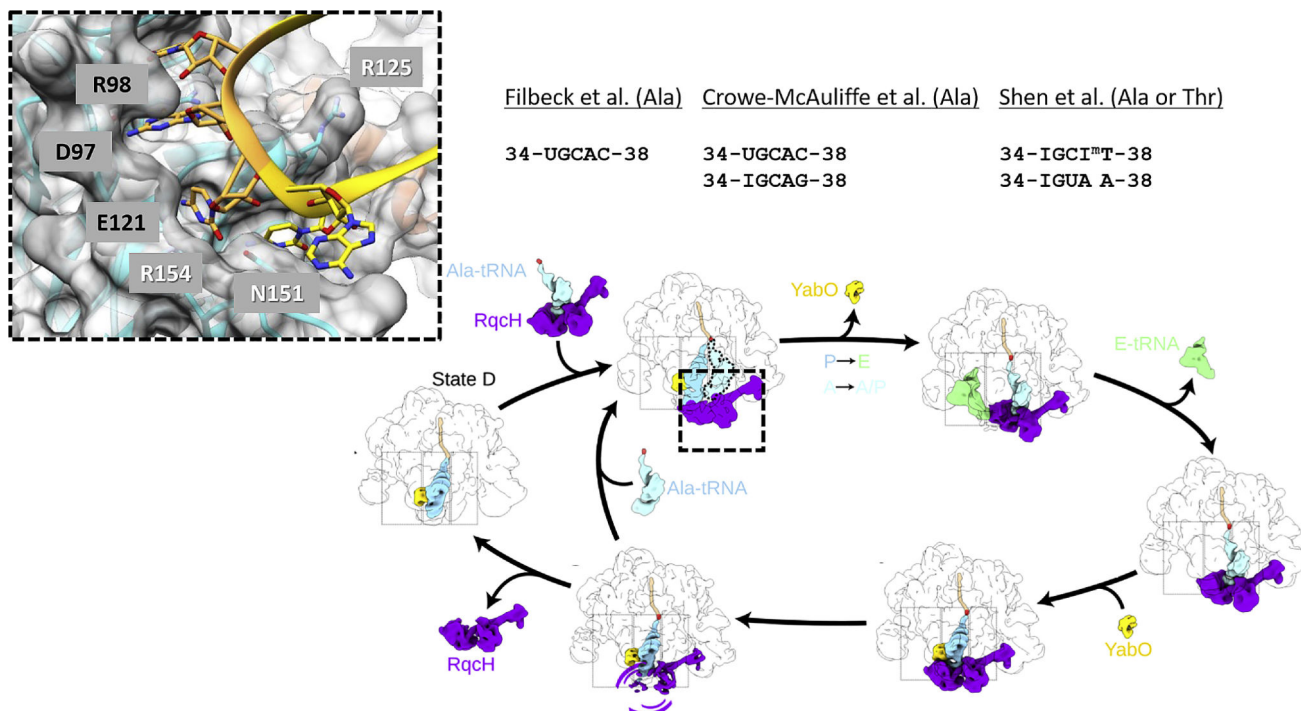 R98
R125
D97
E121
R154
N151
Filbeck et al. (Ala)
34-UGCAC-38
Crowe-McAuliffe et al. (Ala)
34-UGCAC-38
34-IGCAG-38
Shen et al. (Ala or Thr)
34-IGCIᵐT-38
34-IGUA A-38
Ala-tRNA
RqcH
YabO
P→E
A→A/P
E-tRNA
State D
Ala-tRNA
RqcH
YabO